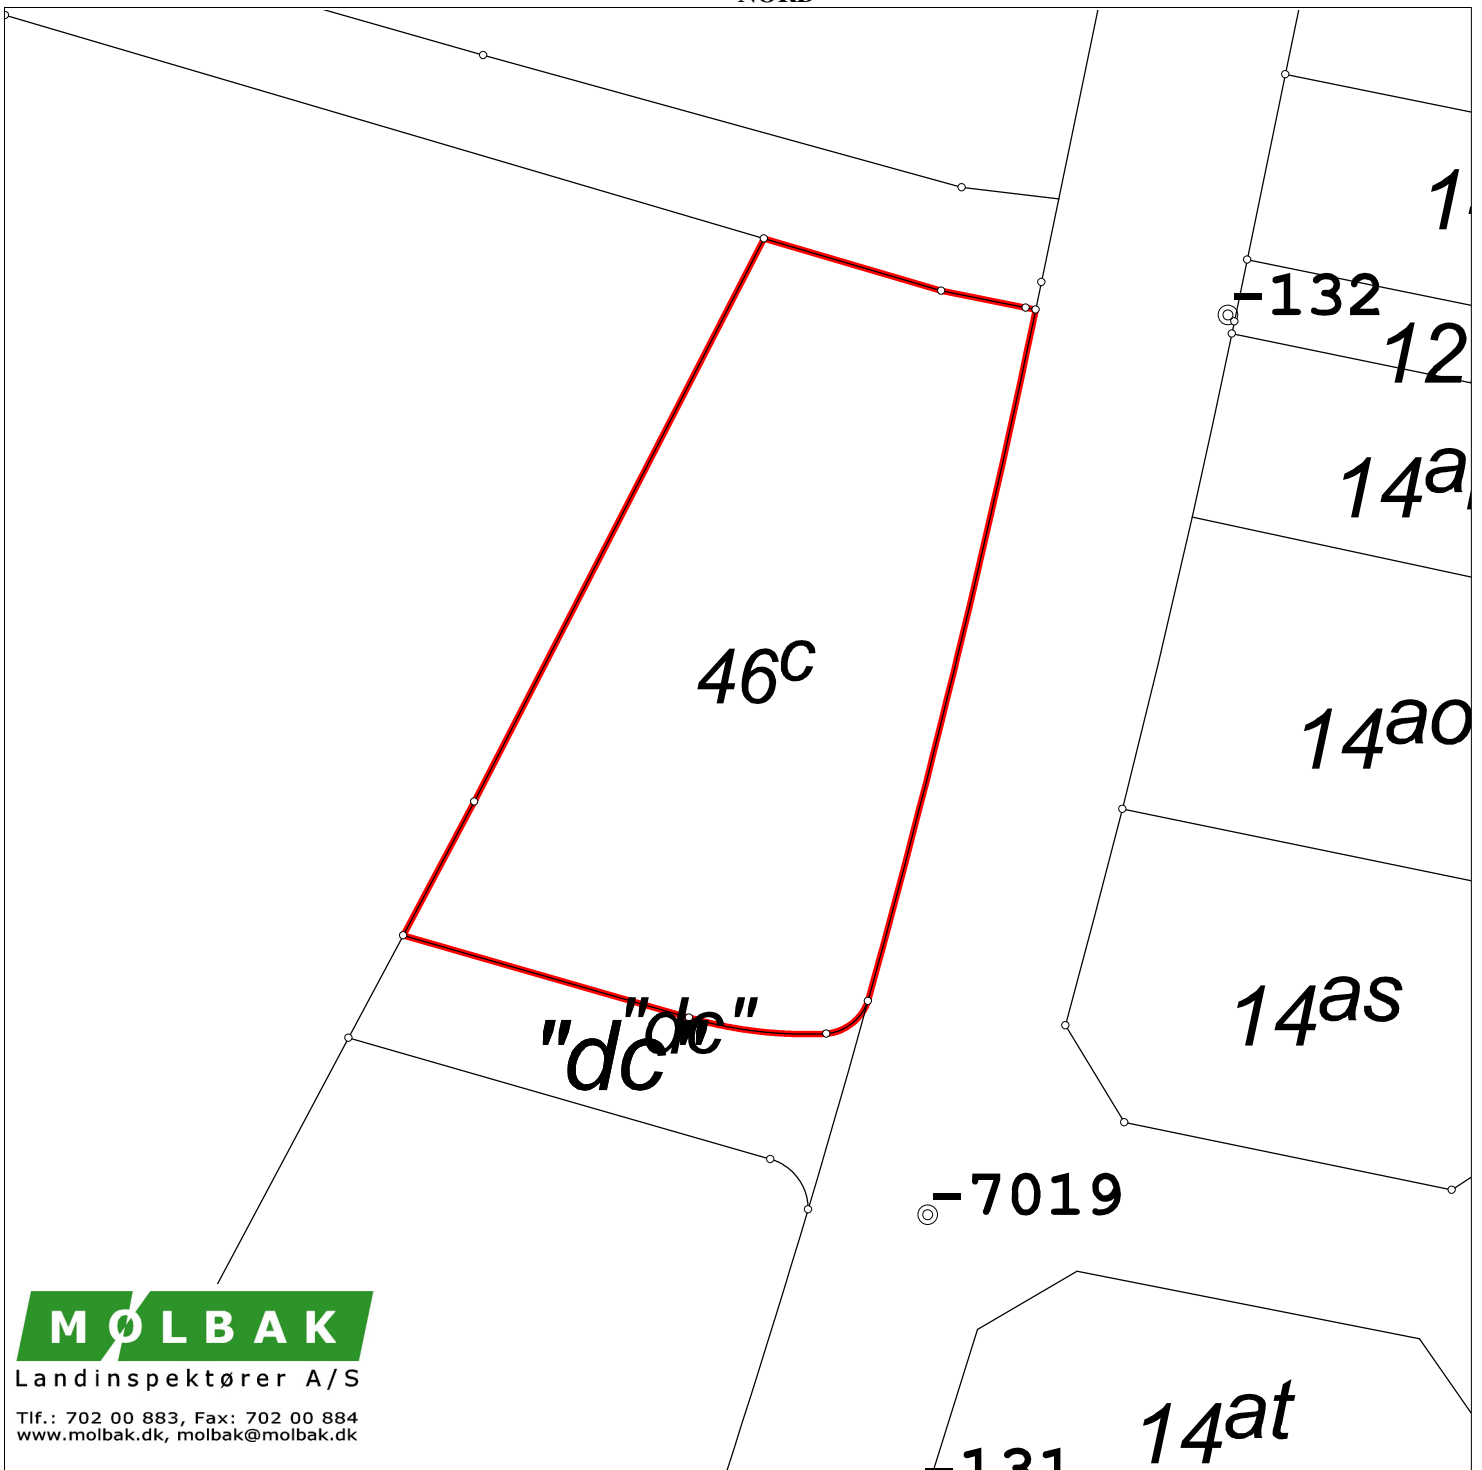 -132
12
46c
14ao
14as
"dc"
"dc"
-7019
14at
MØLBAK
Landinspektører A/S
Tlf.: 702 00 883, Fax: 702 00 884
www.molbak.dk, molbak@molbak.dk